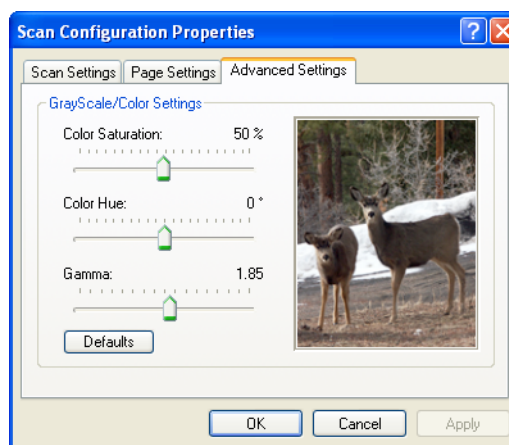 Scan Configuration Properties
Scan Settings Page Settings Advanced Settings
GrayScale/Color Settings
Color Saturation: 50 %
Color Hue: 0 °
Gamma: 1.85
Defaults
OK Cancel Apply